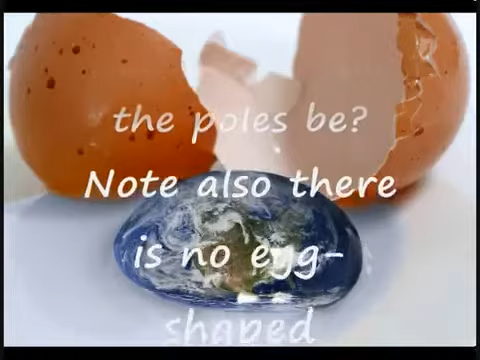 the poles be?
Note also there
is no egg-
shaped